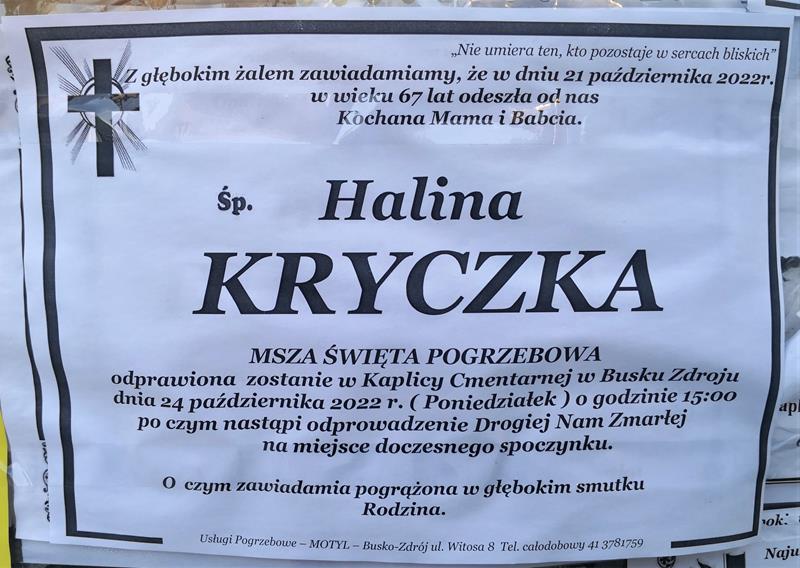 „Nie umiera ten, kto pozostaje w sercach bliskich”
Z głębokim żalem zawiadamiamy, że w dniu 21 października 2022r.
w wieku 67 lat odeszła od nas
Kochana Mama i Babcia.
Śp. Halina
KRYCZKA
MSZA ŚWIĘTA POGRZEBOWA
odprawiona zostanie w Kaplicy Cmentarnej w Busku Zdroju
dnia 24 października 2022 r. ( Poniedziałek ) o godzinie 15:00
po czym nastąpi odprowadzenie Drogiej Nam Zmarłej
na miejsce doczesnego spoczynku.
O czym zawiadamia pogrążona w głębokim smutku
Rodzina.
Usługi Pogrzebowe – MOTYL – Busko-Zdrój ul. Witosa 8 Tel. całodobowy 41 3781759